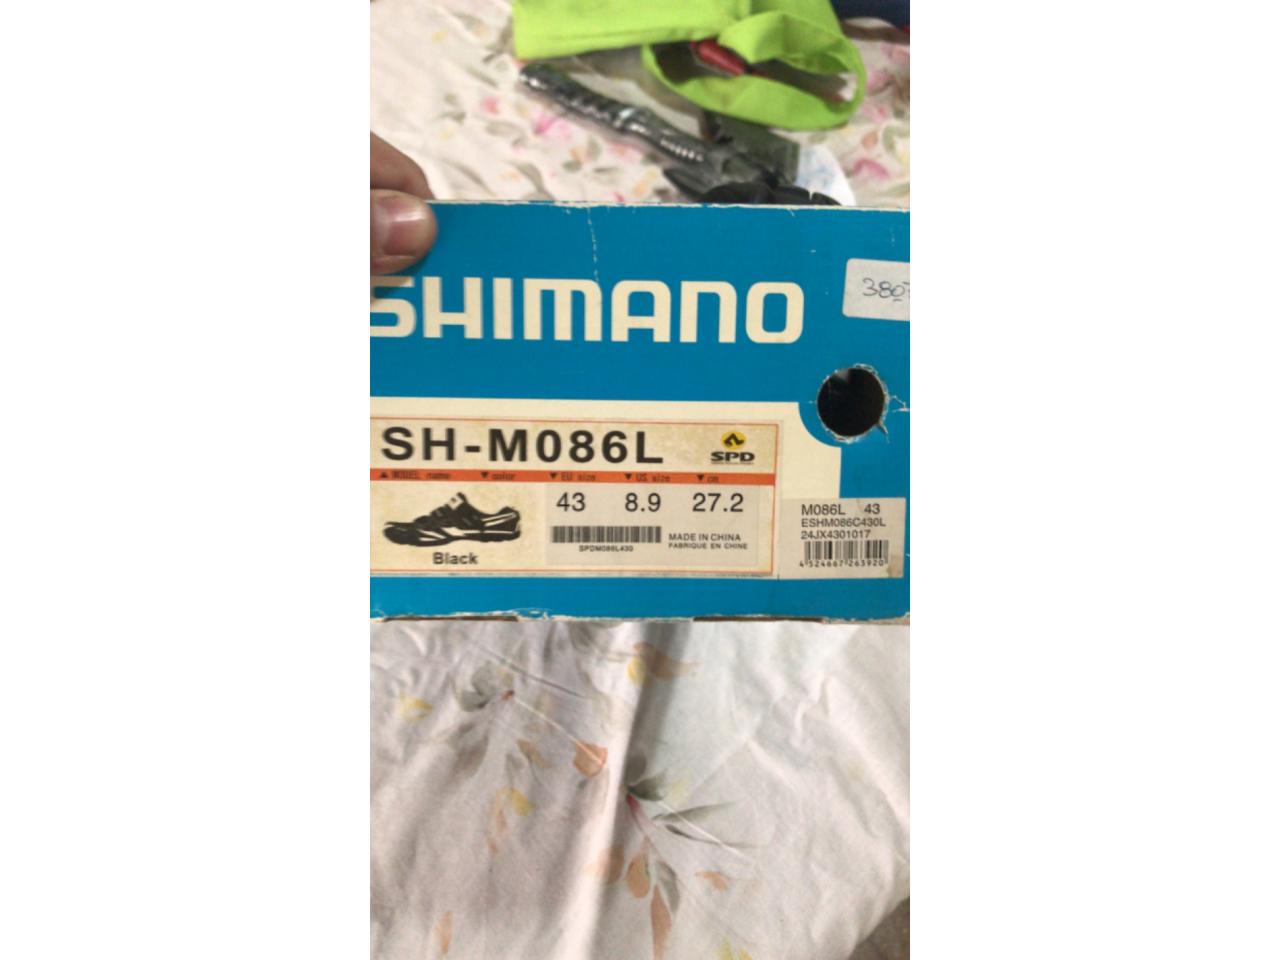 SHIMANO
SH-M086L
SPD
MODEL name color EU size US size cm
43 8.9 27.2
Black
SPDM086L430
MADE IN CHINA
FABRIQUE EN CHINE
M086L 43
ESHM086C430L
24JX4301017
4524667263920